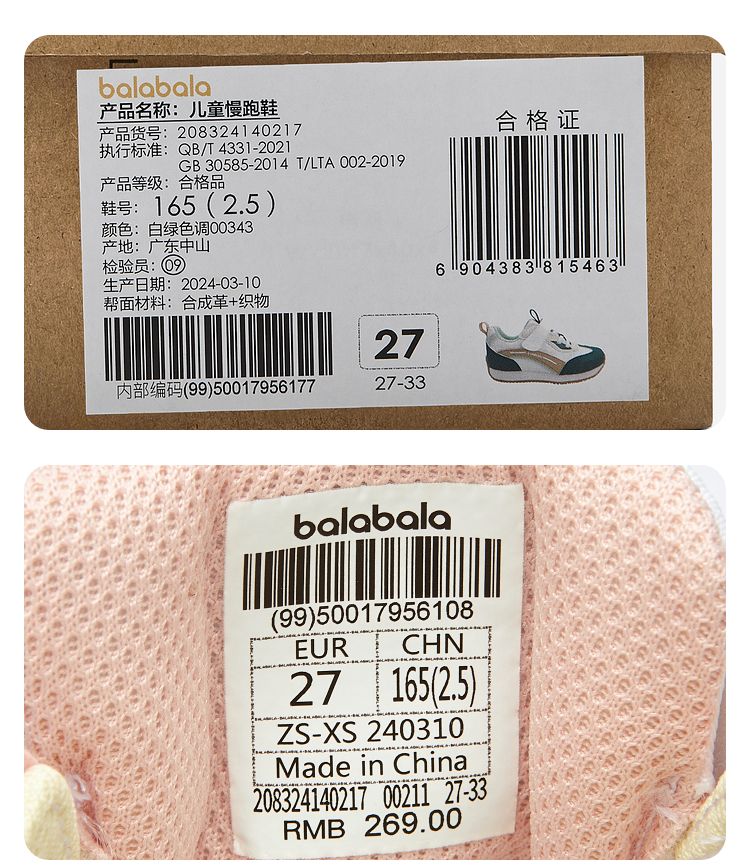 balabala
产品名称：儿童慢跑鞋
产品货号：208324140217
执行标准：QB/T 4331-2021
GB 30585-2014 T/LTA 002-2019
产品等级：合格品
鞋号：165（2.5）
颜色：白绿色调00343
产地：广东中山
检验员：09
生产日期：2024-03-10
帮面材料：合成革+织物
内部编码(99)50017956177
合格证
6 904383 815463
27
27-33
balabala
(99)50017956108
EUR CHN
27 165(2.5)
ZS-XS 240310
Made in China
208324140217 00211 27-33
RMB 269.00